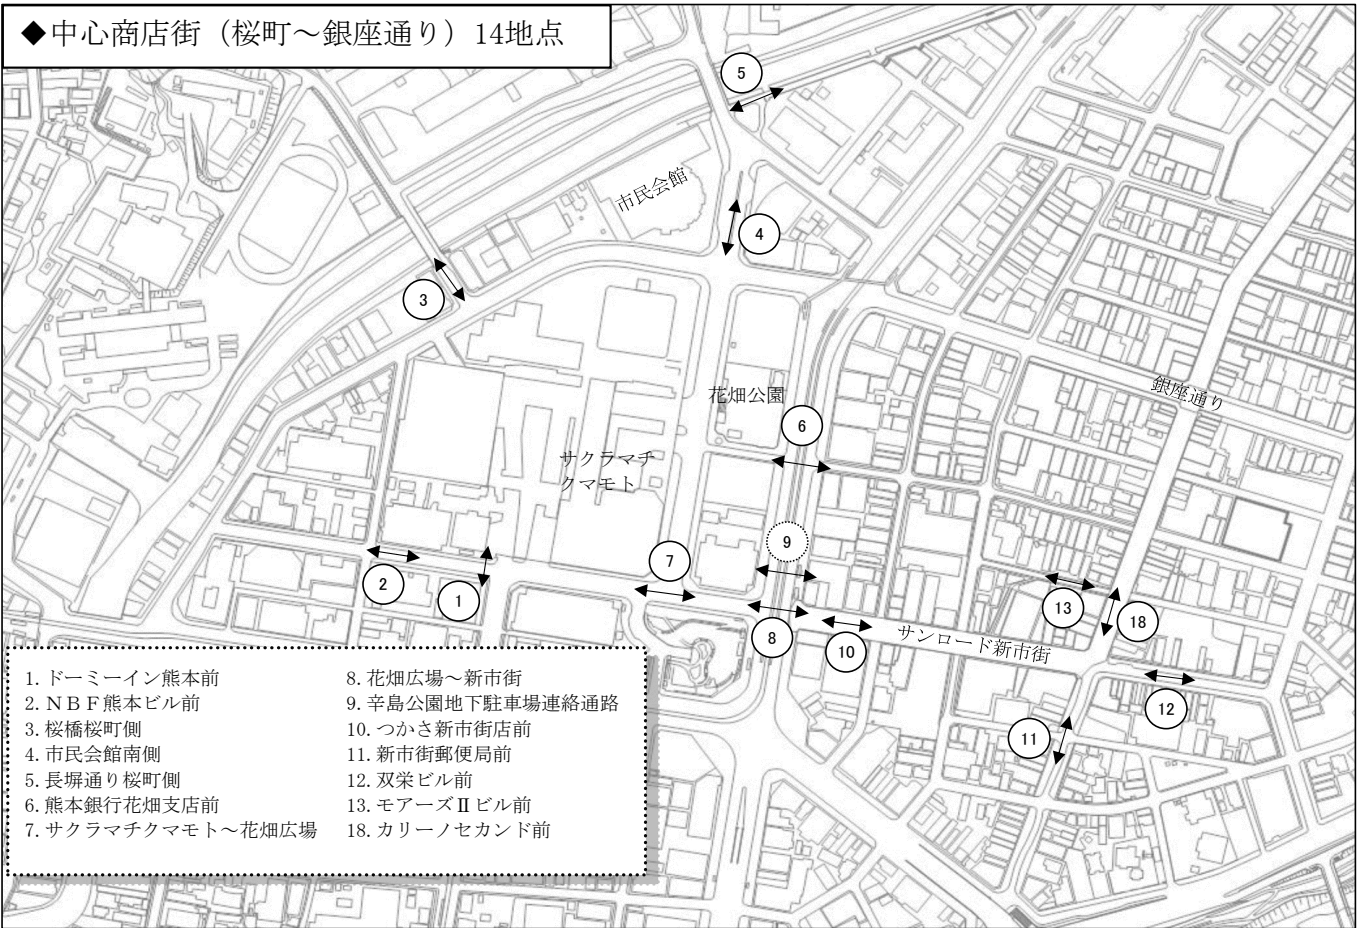 ◆中心商店街（桜町～銀座通り）14地点
5
市民会館
4
3
銀座通り
花畑公園
6
サクラマチ
クマモト
9
7
2
1
13
18
8
10
サンロード新市街
12
11
1. ドーミーイン熊本前
2. ＮＢＦ熊本ビル前
3. 桜橋桜町側
4. 市民会館南側
5. 長塀通り桜町側
6. 熊本銀行花畑支店前
7. サクラマチクマモト～花畑広場
8. 花畑広場～新市街
9. 辛島公園地下駐車場連絡通路
10. つかさ新市街店前
11. 新市街郵便局前
12. 双栄ビル前
13. モアーズⅡビル前
18. カリーノセカンド前